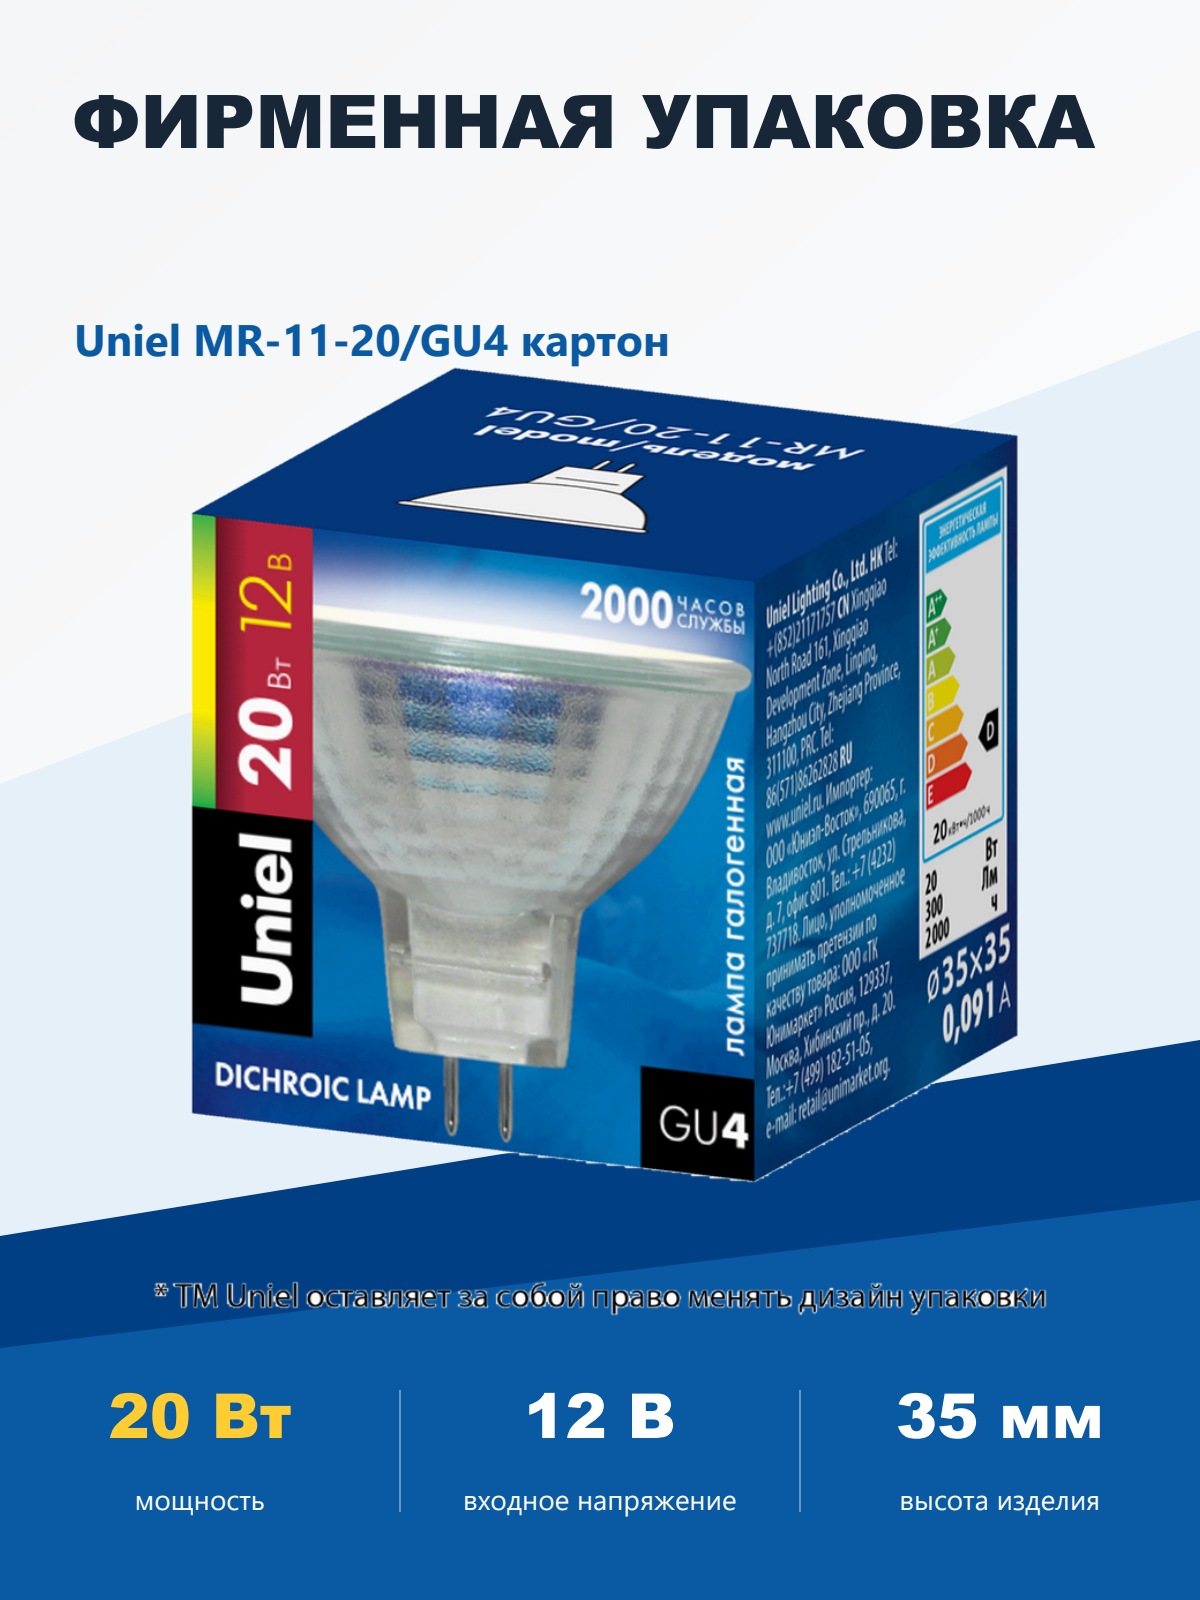 ФИРМЕННАЯ УПАКОВКА
Uniel MR-11-20/GU4 картон
модель/model
MR-11-20/GU4
Uniel 20 Вт 12 В
2000 ЧАСОВ
СЛУЖБЫ
лампа галогенная
DICHROIC LAMP
GU4
Uniel Lighting Co., Ltd. HK Tel:
+(852)21171757 CN Xingqiao
North Road 161, Xingqiao
Development Zone, Linping,
Hangzhou City, Zhejiang Province,
311100, PRC. Tel:
86(571)86262828 RU
www.uniel.ru. Импортер:
ООО «Юниэл-Восток», 690065, г.
Владивосток, ул. Стрельникова,
д. 7, офис 801. Тел.: +7 (4232)
737718. Лицо, уполномоченное
принимать претензии по
качеству товара: ООО «ТК
Юнимаркет» Россия, 129337,
Москва, Хибинский пр., д. 20.
Тел.:+7 (499) 182-51-05,
e-mail: retail@unimarket.org.
ЭНЕРГЕТИЧЕСКАЯ
ЭФФЕКТИВНОСТЬ ЛАМПЫ
A++
A+
A
B
C
D
D
E
20 кВт•ч/1000 ч
20 Вт
300 Лм
2000 ч
Ø35x35
0,091 A
* ТМ Uniel оставляет за собой право менять дизайн упаковки
20 Вт
мощность
12 В
входное напряжение
35 мм
высота изделия